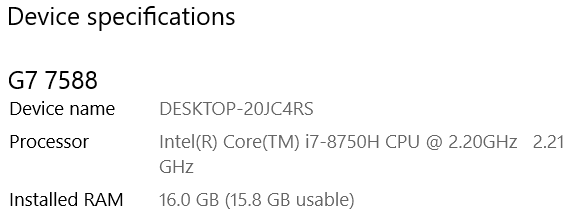 Device specifications
G7 7588
Device name DESKTOP-20JC4RS
Processor Intel(R) Core(TM) i7-8750H CPU @ 2.20GHz 2.21
GHz
Installed RAM 16.0 GB (15.8 GB usable)